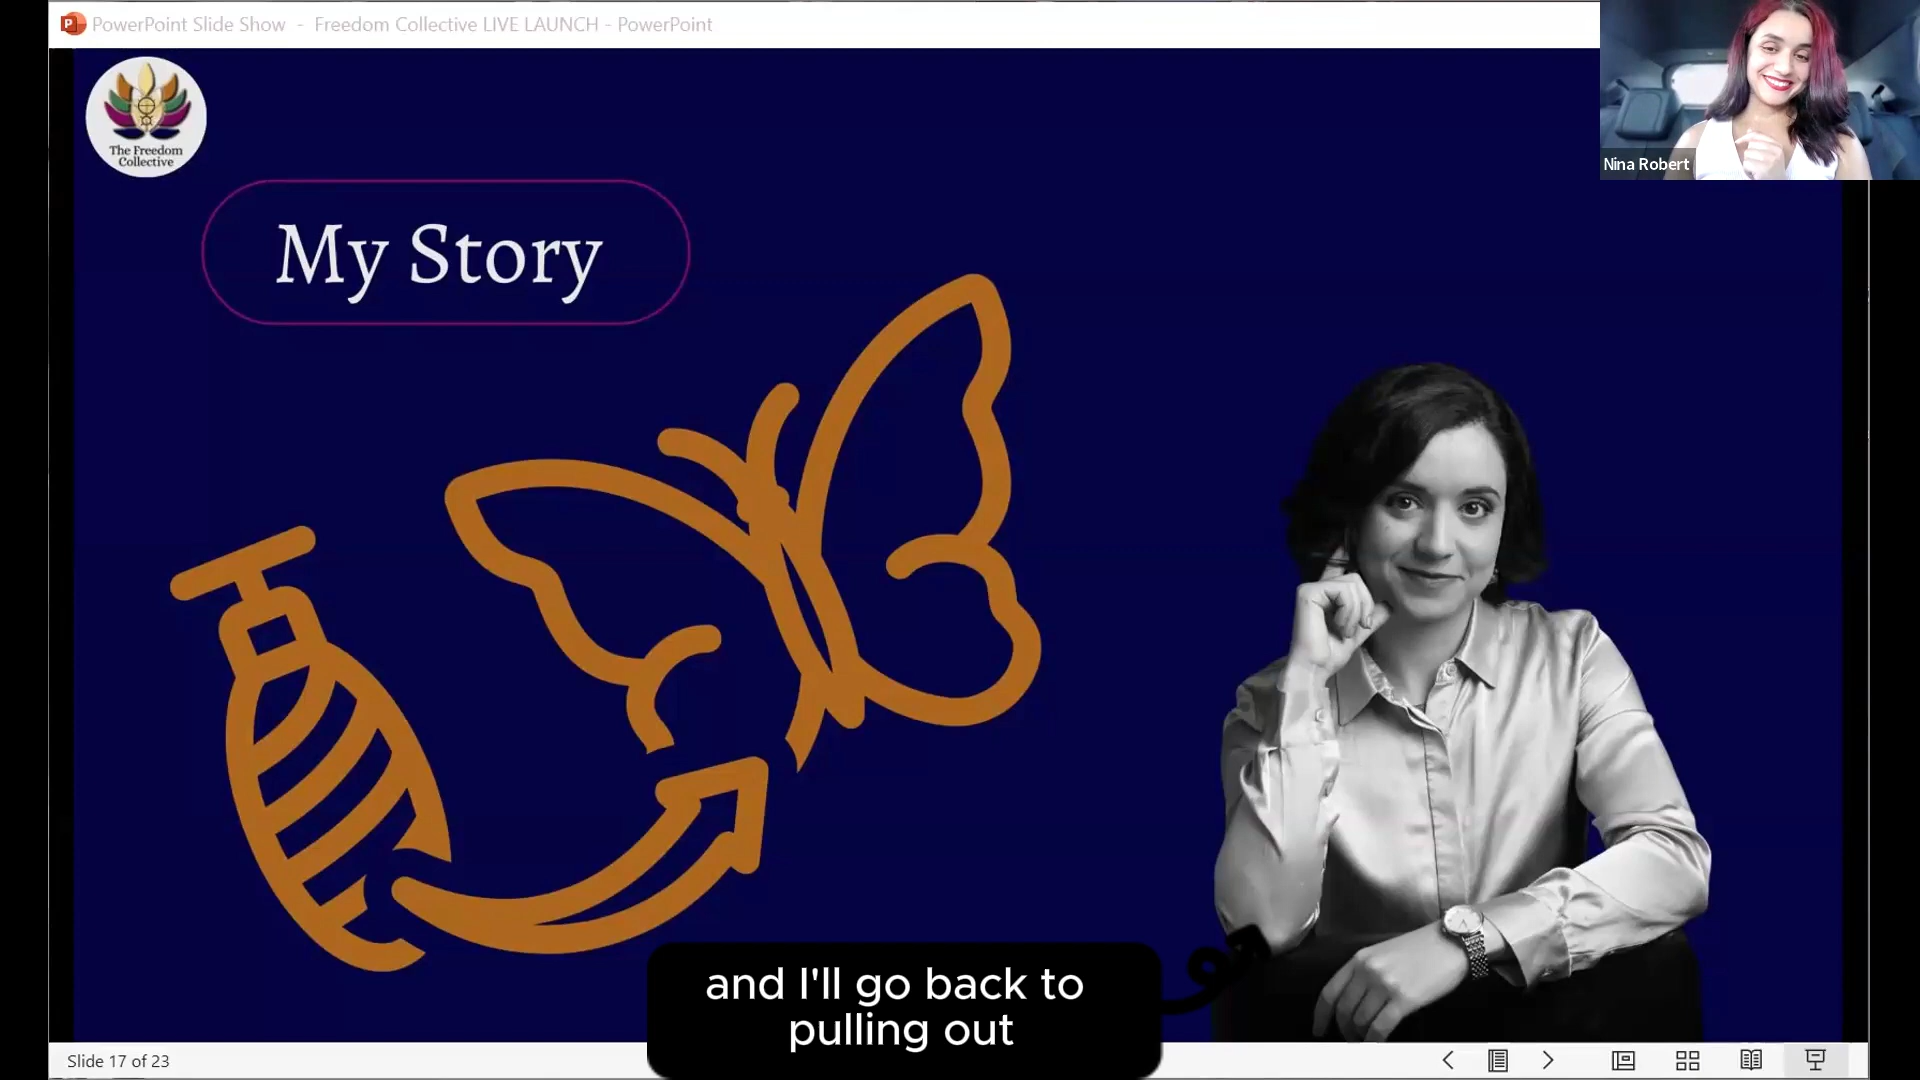 PowerPoint Slide Show - Freedom Collective LIVE LAUNCH - PowerPoint
The Freedom
Collective
Nina Robert
My Story
and I'll go back to
pulling out
Slide 17 of 23